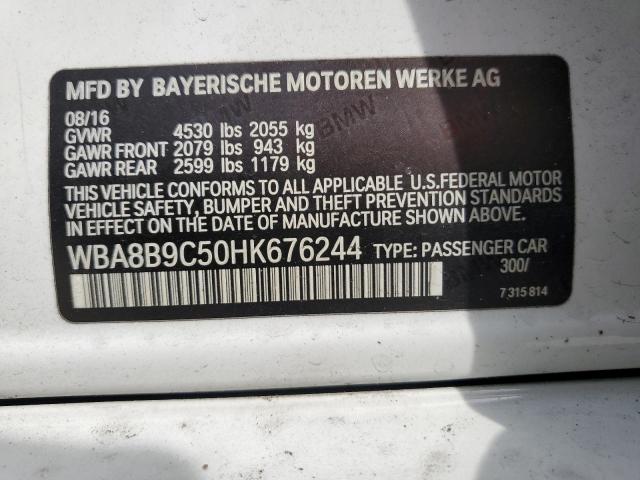 MFD BY BAYERISCHE MOTOREN WERKE AG
08/16
GVWR 4530 lbs 2055 kg
GAWR FRONT 2079 lbs 943 kg
GAWR REAR 2599 lbs 1179 kg
THIS VEHICLE CONFORMS TO ALL APPLICABLE U.S.FEDERAL MOTOR
VEHICLE SAFETY, BUMPER AND THEFT PREVENTION STANDARDS
IN EFFECT ON THE DATE OF MANUFACTURE SHOWN ABOVE.
WBA8B9C50HK676244 TYPE: PASSENGER CAR
300/
7 315 814